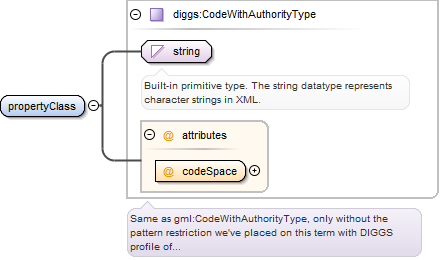 diggs:CodeWithAuthorityType
string
Built-in primitive type. The string datatype represents
character strings in XML.
propertyClass
@ attributes
@ codeSpace
Same as gml:CodeWithAuthorityType, only without the
pattern restriction we've placed on this term with DIGGS
profile of...